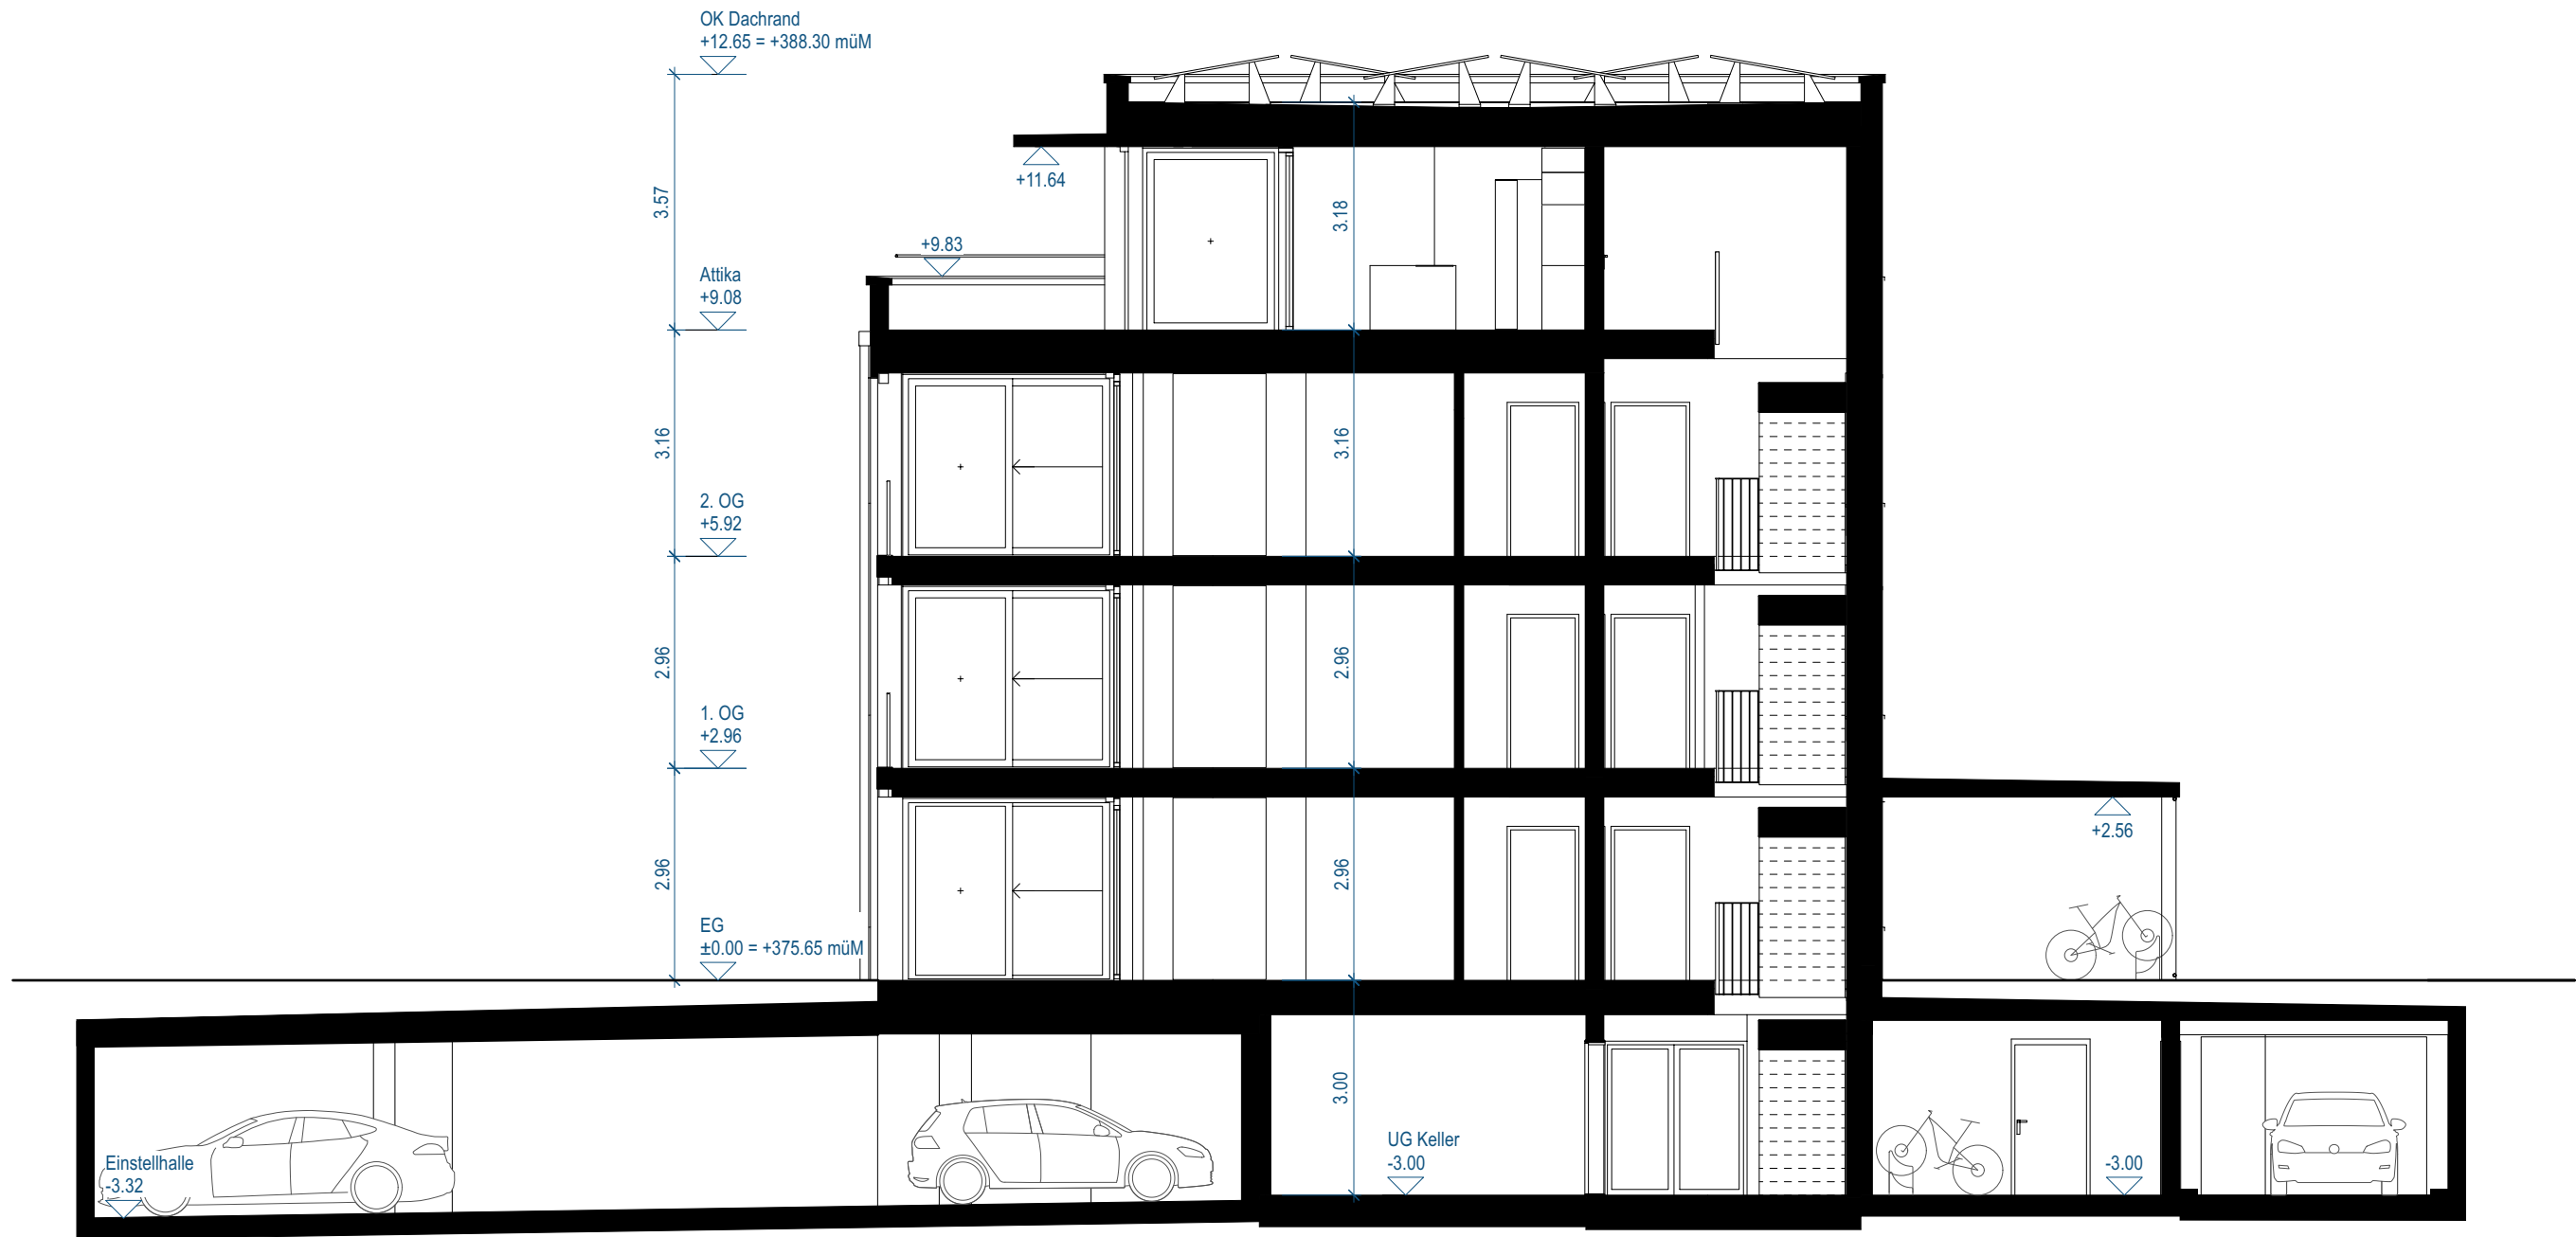 OK Dachrand
+12.65 = +388.30 müM
+11.64
3.57
3.18
+9.83
Attika
+9.08
3.16
3.16
2. OG
+5.92
2.96
2.96
1. OG
+2.96
+2.56
2.96
2.96
EG
±0.00 = +375.65 müM
3.00
UG Keller
-3.00
Einstellhalle
-3.32
-3.00